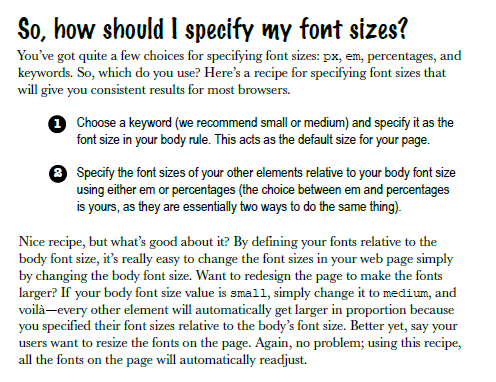 So, how should I specify my font sizes?
You've got quite a few choices for specifying font sizes: px, em, percentages, and
keywords. So, which do you use? Here's a recipe for specifying font sizes that
will give you consistent results for most browsers.
1 Choose a keyword (we recommend small or medium) and specify it as the
font size in your body rule. This acts as the default size for your page.
2 Specify the font sizes of your other elements relative to your body font size
using either em or percentages (the choice between em and percentages
is yours, as they are essentially two ways to do the same thing).
Nice recipe, but what's good about it? By defining your fonts relative to the
body font size, it's really easy to change the font sizes in your web page simply
by changing the body font size. Want to redesign the page to make the fonts
larger? If your body font size value is small, simply change it to medium, and
voilà—every other element will automatically get larger in proportion because
you specified their font sizes relative to the body's font size. Better yet, say your
users want to resize the fonts on the page. Again, no problem; using this recipe,
all the fonts on the page will automatically readjust.